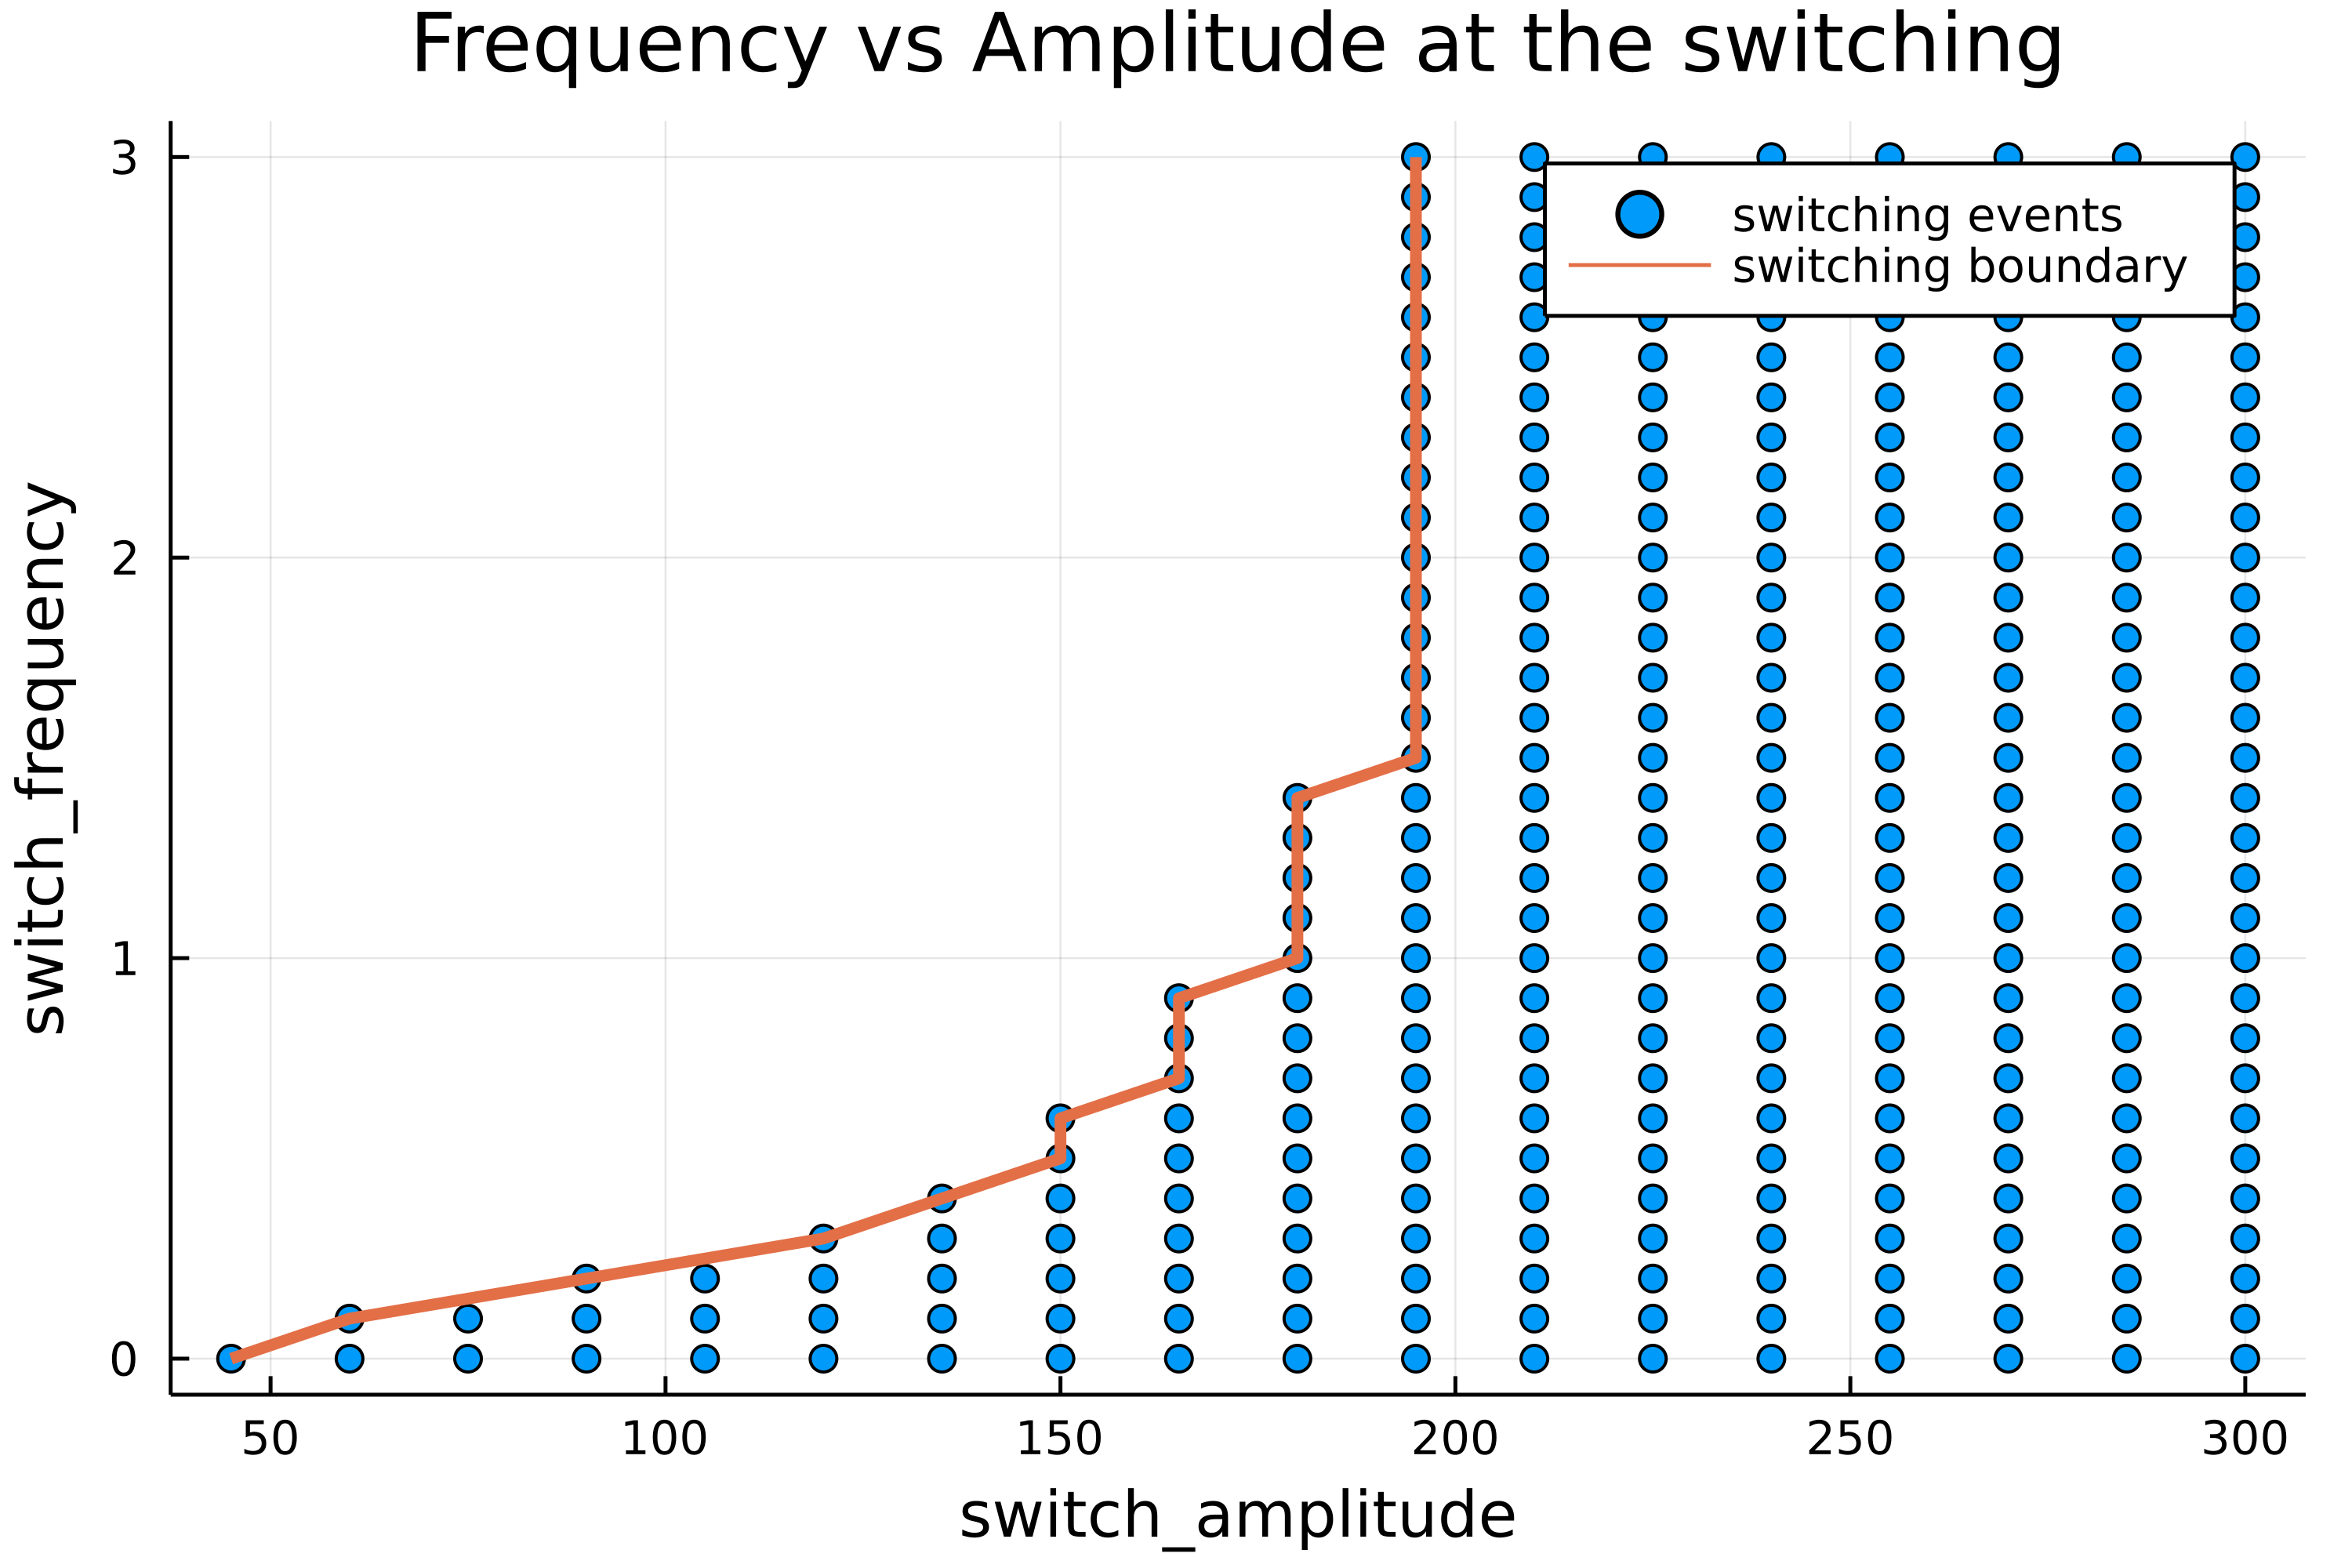 Frequency vs Amplitude at the switching
switching events
switching boundary
switch_frequency
3
2
1
0
50 100 150 200 250 300
switch_amplitude